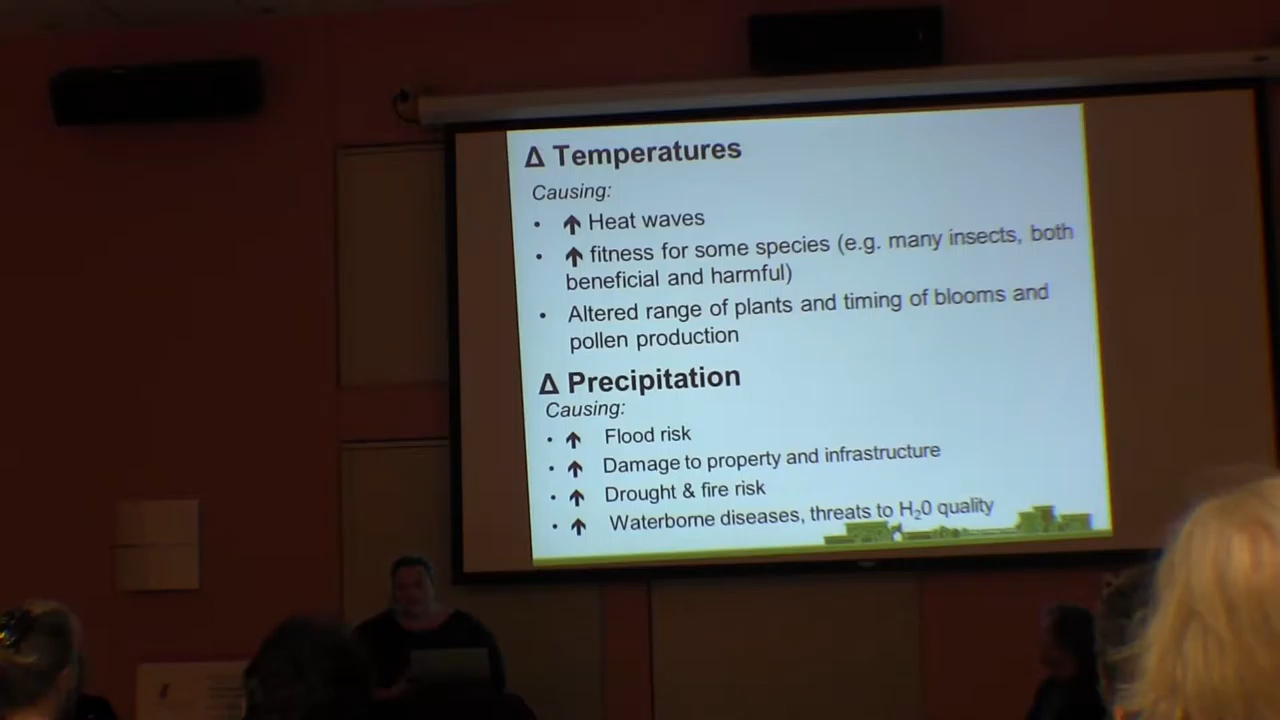 Δ Temperatures
Causing:
• ↑ Heat waves
• ↑ fitness for some species (e.g. many insects, both
beneficial and harmful)
• Altered range of plants and timing of blooms and
pollen production
Δ Precipitation
Causing:
• ↑ Flood risk
• ↑ Damage to property and infrastructure
• ↑ Drought & fire risk
• ↑ Waterborne diseases, threats to H₂0 quality